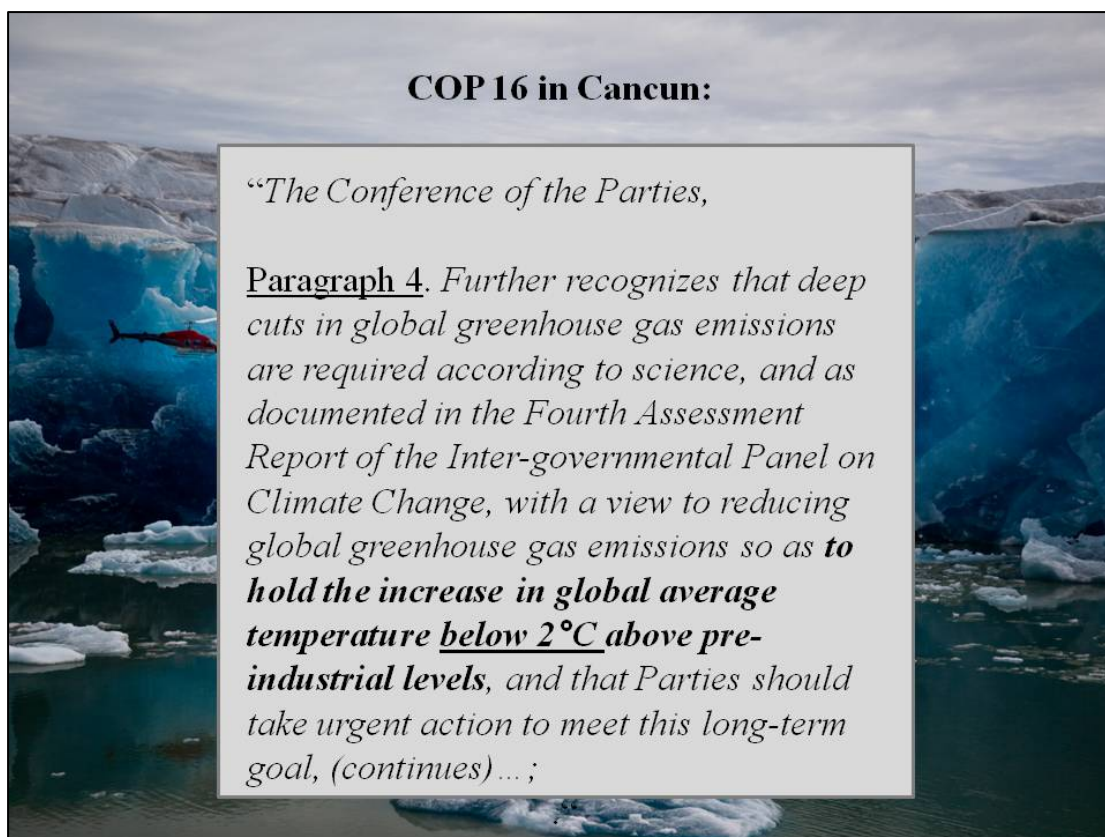 COP 16 in Cancun:
“The Conference of the Parties,
Paragraph 4. Further recognizes that deep
cuts in global greenhouse gas emissions
are required according to science, and as
documented in the Fourth Assessment
Report of the Inter-governmental Panel on
Climate Change, with a view to reducing
global greenhouse gas emissions so as to
hold the increase in global average
temperature below 2°C above pre-
industrial levels, and that Parties should
take urgent action to meet this long-term
goal, (continues)…;